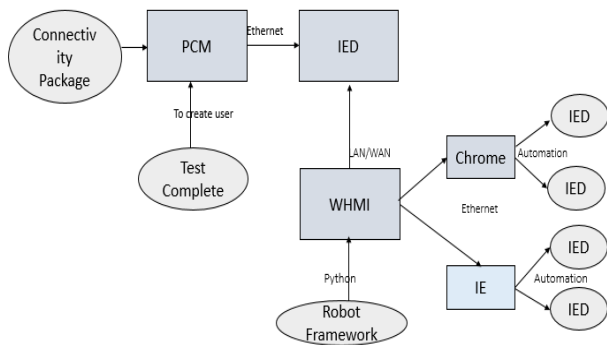 Connectiv
ity
Package
PCM
Ethernet
IED
To create user
Test
Complete
LAN/WAN
WHMI
Chrome
Automation
IED
IED
Ethernet
IE
Automation
IED
IED
Python
Robot
Framework